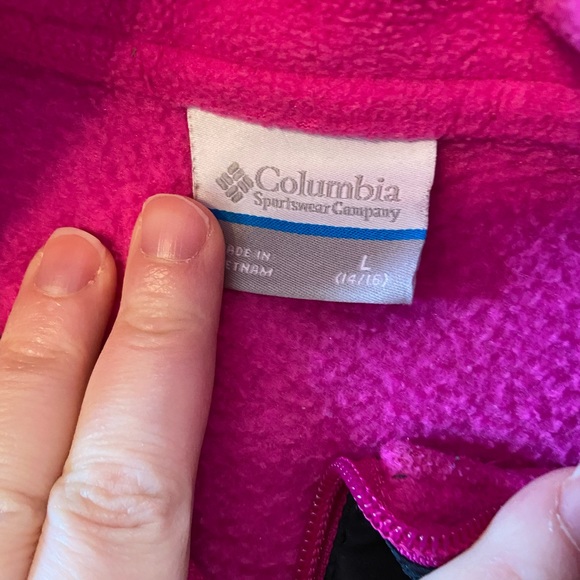 Columbia
Sportswear Company
ADE IN
ETNAM
L
(14/16)